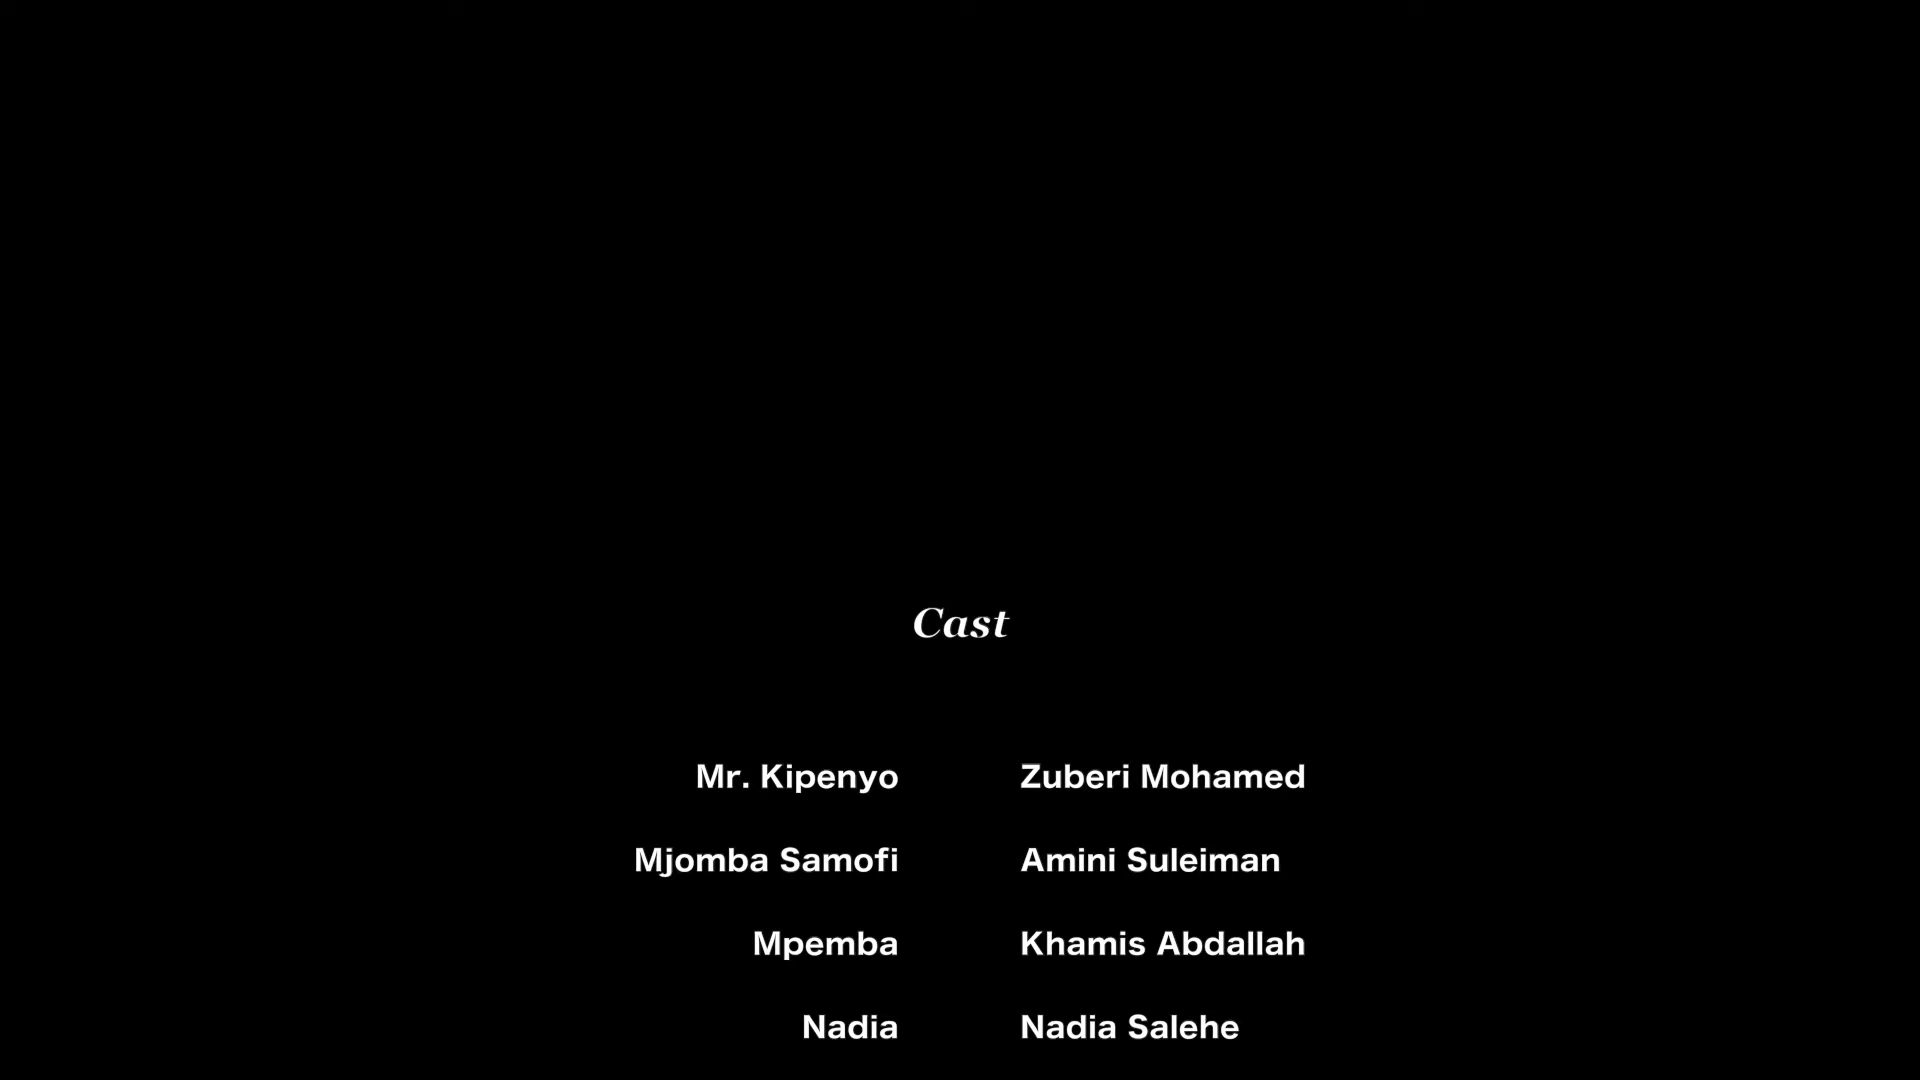 Cast
Mr. Kipenyo Zuberi Mohamed
Mjomba Samofi Amini Suleiman
Mpemba Khamis Abdallah
Nadia Nadia Salehe